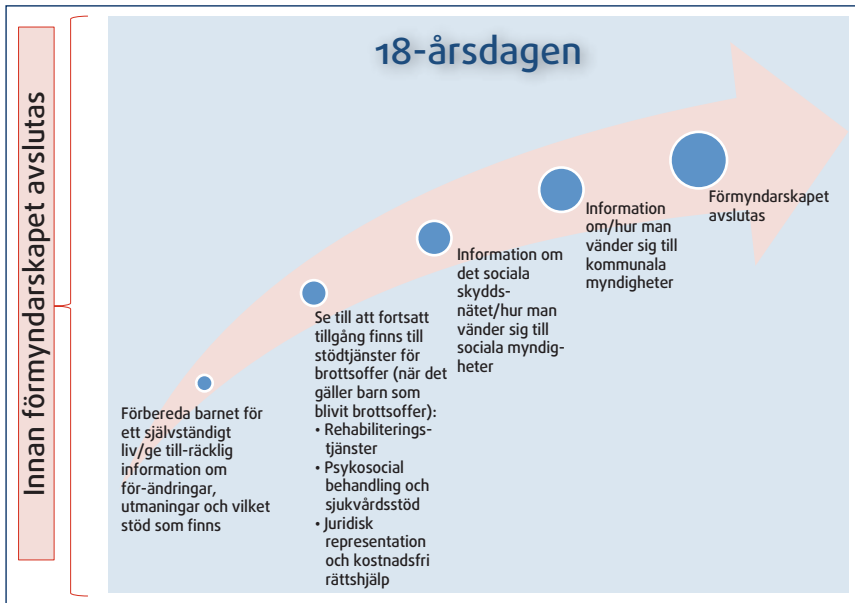 18-årsdagen
Innan förmyndarskapet avslutas
Förbereda barnet för
ett självständigt
liv/ge till-räcklig
information om
för-ändringar,
utmaningar och vilket
stöd som finns
Se till att fortsatt
tillgång finns till
stödtjänster för
brottsoffer (när det
gäller barn som
blivit brottsoffer):
• Rehabiliterings-
tjänster
• Psykosocial
behandling och
sjukvårdsstöd
• Juridisk
representation
och kostnadsfri
rättshjälp
Information om
det sociala
skydds-
nätet/hur man
vänder sig till
sociala myndig-
heter
Information
om/hur man
vänder sig till
kommunala
myndigheter
Förmyndarskapet
avslutas